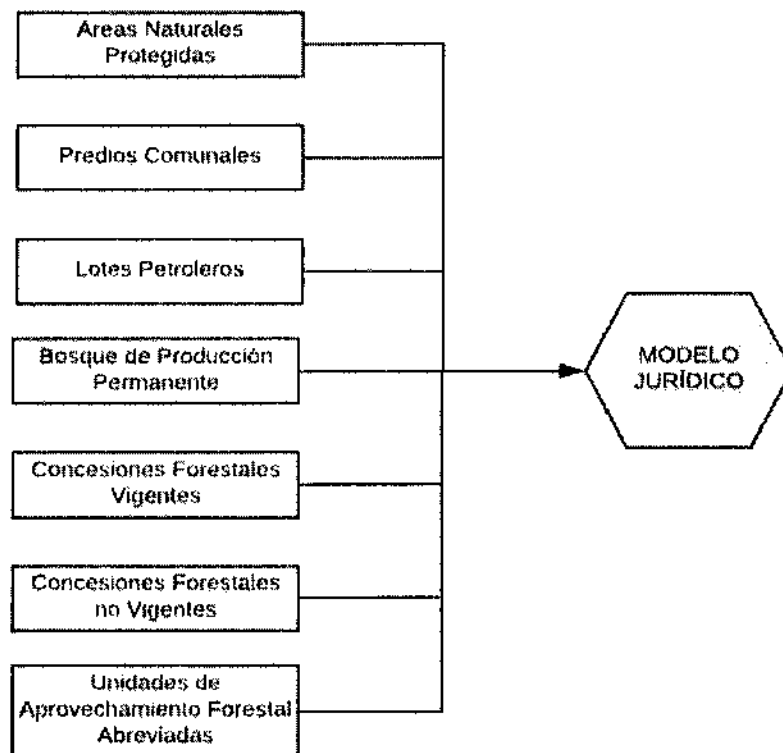 Áreas Naturales
Protegidas
Predios Comunales
Lotes Petroleros
Bosque de Producción
Permanente
Concesiones Forestales
Vigentes
Concesiones Forestales
no Vigentes
Unidades de
Aprovechamiento Forestal
Abreviadas
MODELO
JURÍDICO